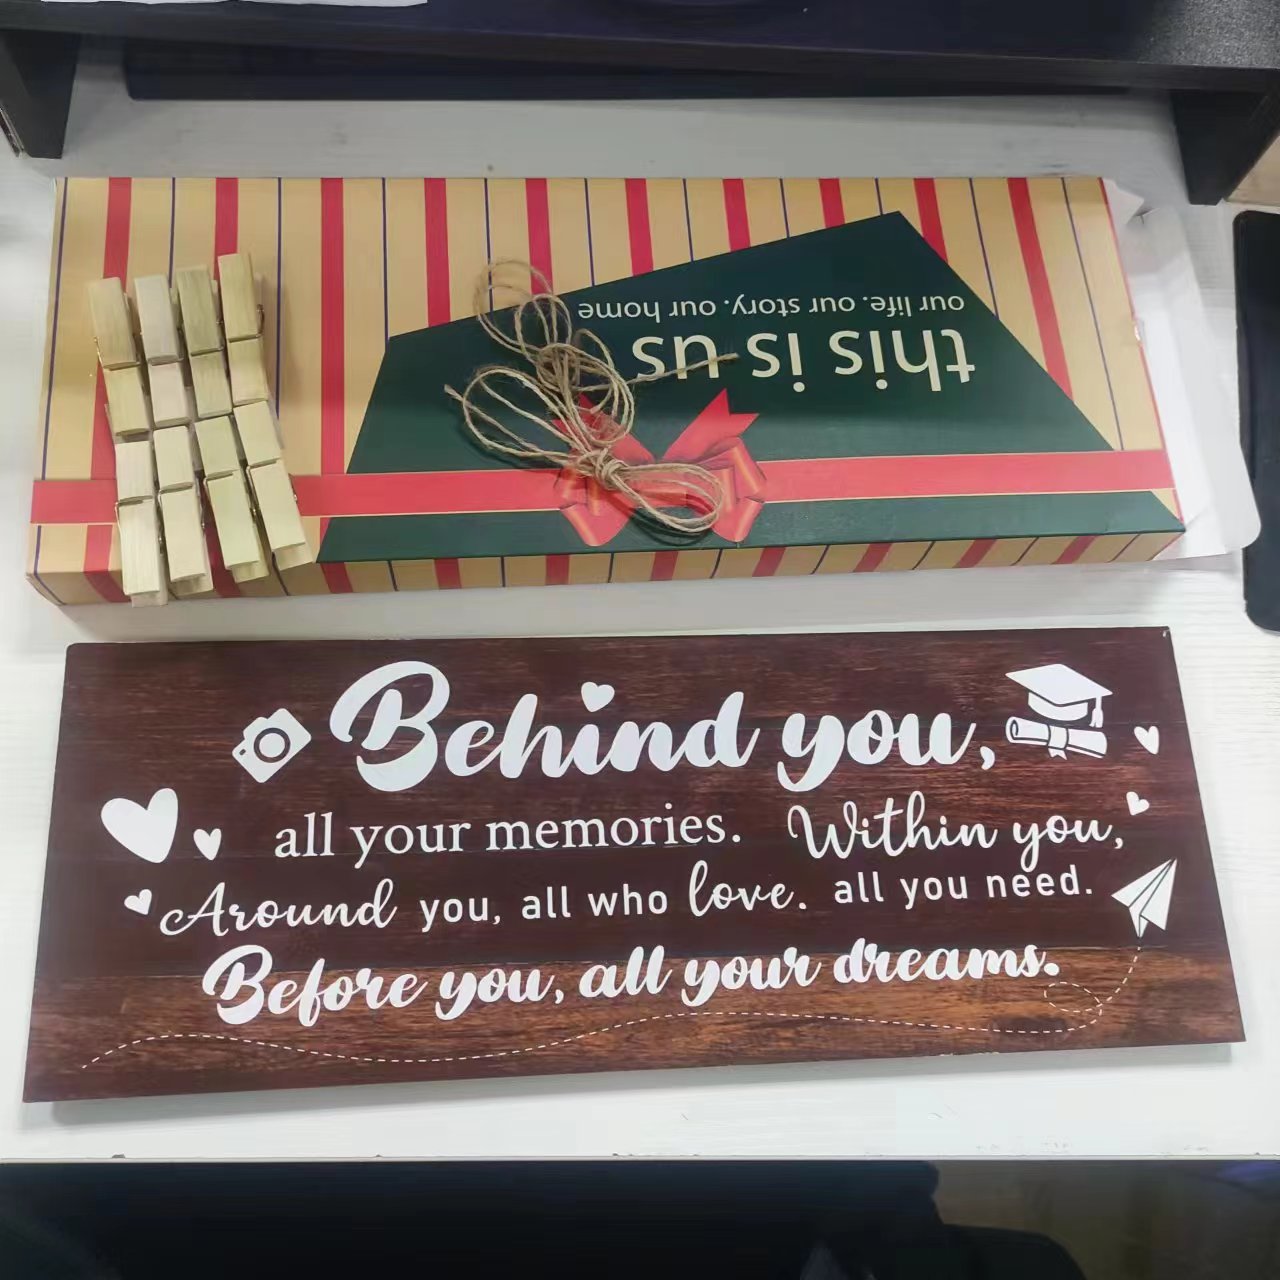 this is us
our life. our story. our home
Behind you,
all your memories. Within you,
Around you, all who love. all you need.
Before you, all your dreams.